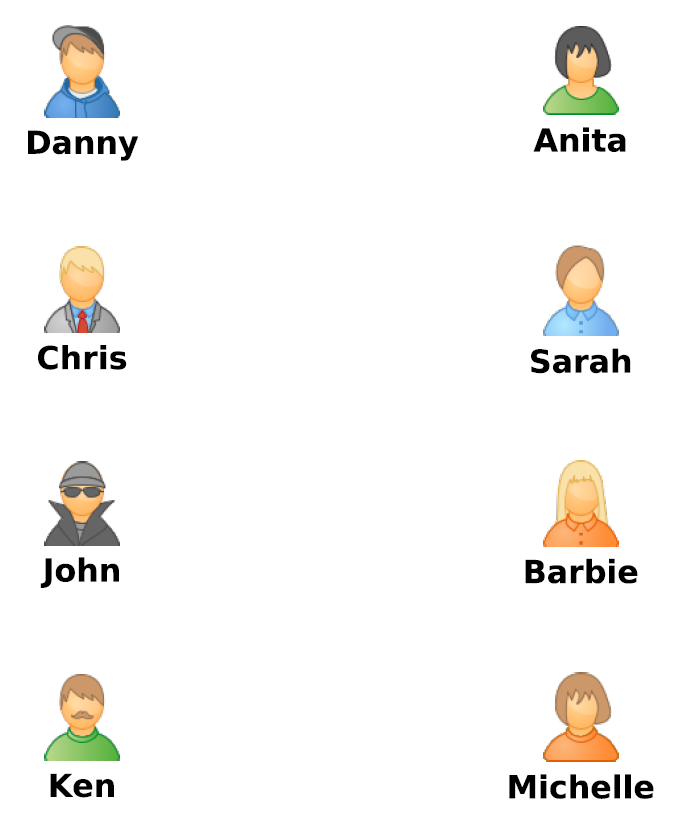 Danny
Anita
Chris
Sarah
John
Barbie
Ken
Michelle